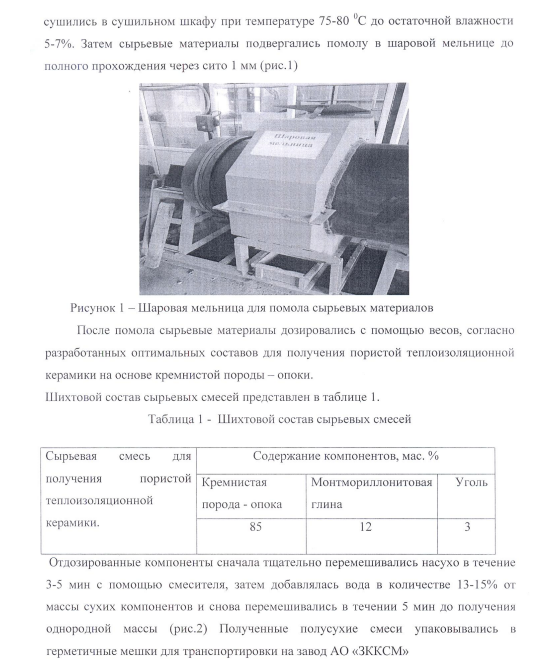 сушились в сушильном шкафу при температуре 75-80 ⁰С до остаточной влажности
5-7%. Затем сырьевые материалы подвергались помолу в шаровой мельнице до
полного прохождения через сито 1 мм (рис.1)
Шаровая
мельница
Рисунок 1 – Шаровая мельница для помола сырьевых материалов
После помола сырьевые материалы дозировались с помощью весов, согласно
разработанных оптимальных составов для получения пористой теплоизоляционной
керамики на основе кремнистой породы – опоки.
Шихтовой состав сырьевых смесей представлен в таблице 1.
Таблица 1 - Шихтовой состав сырьевых смесей
Сырьевая смесь для
получения пористой
теплоизоляционной
керамики.
Содержание компонентов, мас. %
Кремнистая
порода - опока
Монтмориллонитовая
глина
Уголь
85
12
3
Отдозированные компоненты сначала тщательно перемешивались насухо в течение
3-5 мин с помощью смесителя, затем добавлялась вода в количестве 13-15% от
массы сухих компонентов и снова перемешивались в течении 5 мин до получения
однородной массы (рис.2) Полученные полусухие смеси упаковывались в
герметичные мешки для транспортировки на завод АО «ЗККСМ»